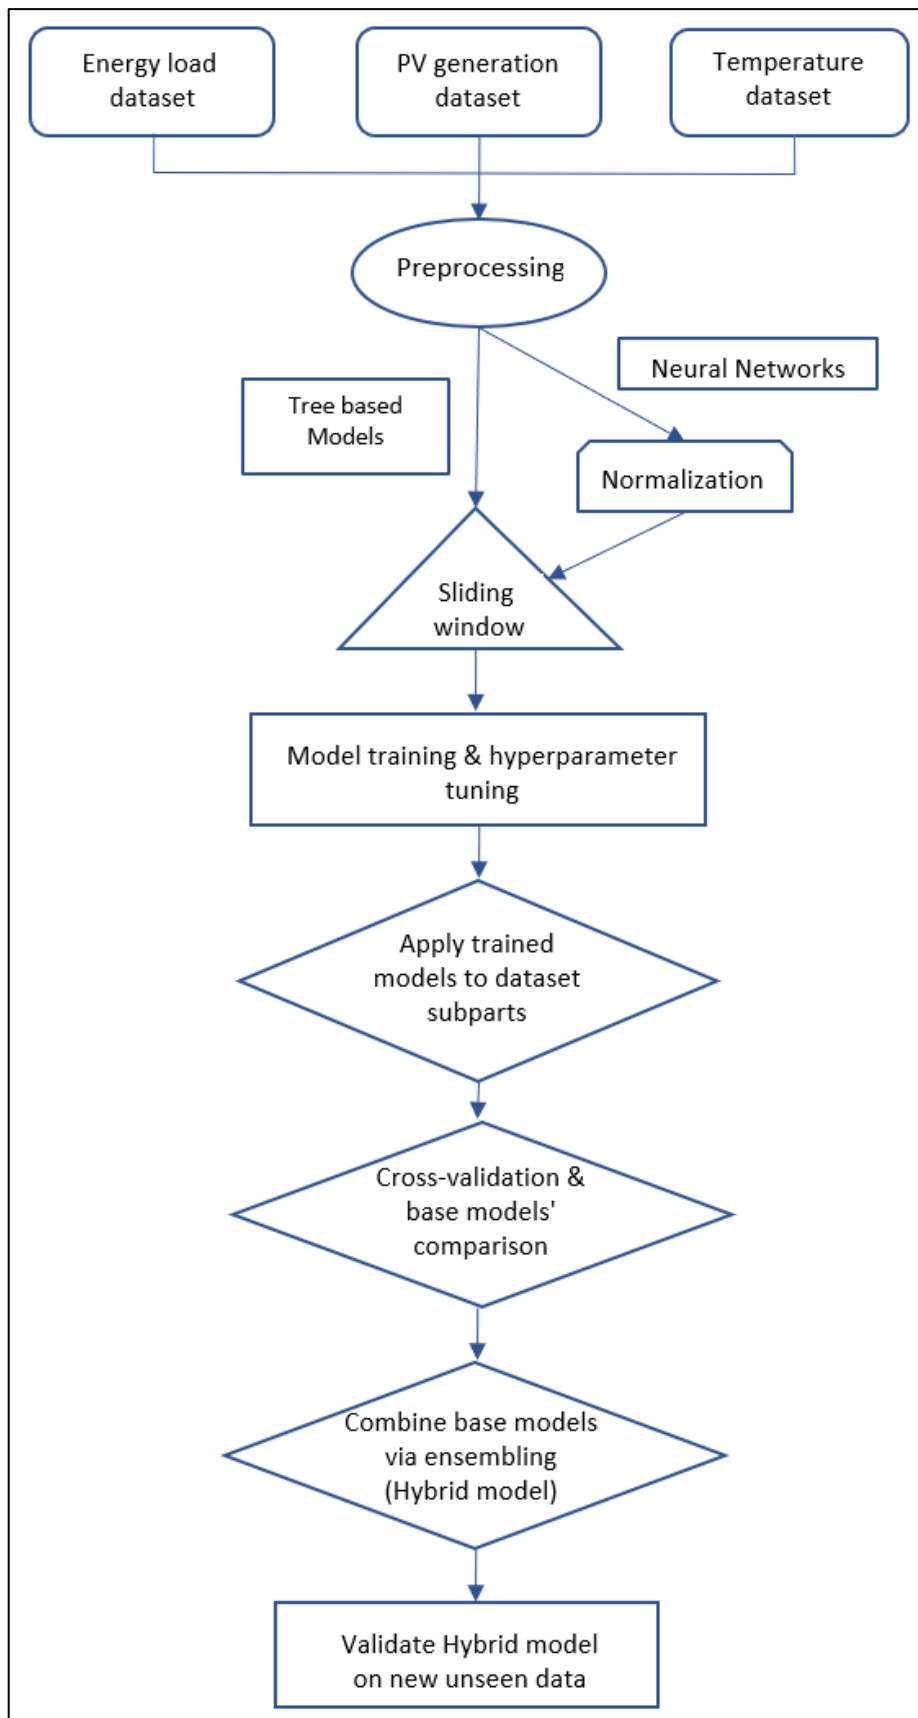 Energy load
dataset
PV generation
dataset
Temperature
dataset
Preprocessing
Neural Networks
Tree based
Models
Normalization
Sliding
window
Model training & hyperparameter
tuning
Apply trained
models to dataset
subparts
Cross-validation &
base models'
comparison
Combine base models
via ensembling
(Hybrid model)
Validate Hybrid model
on new unseen data